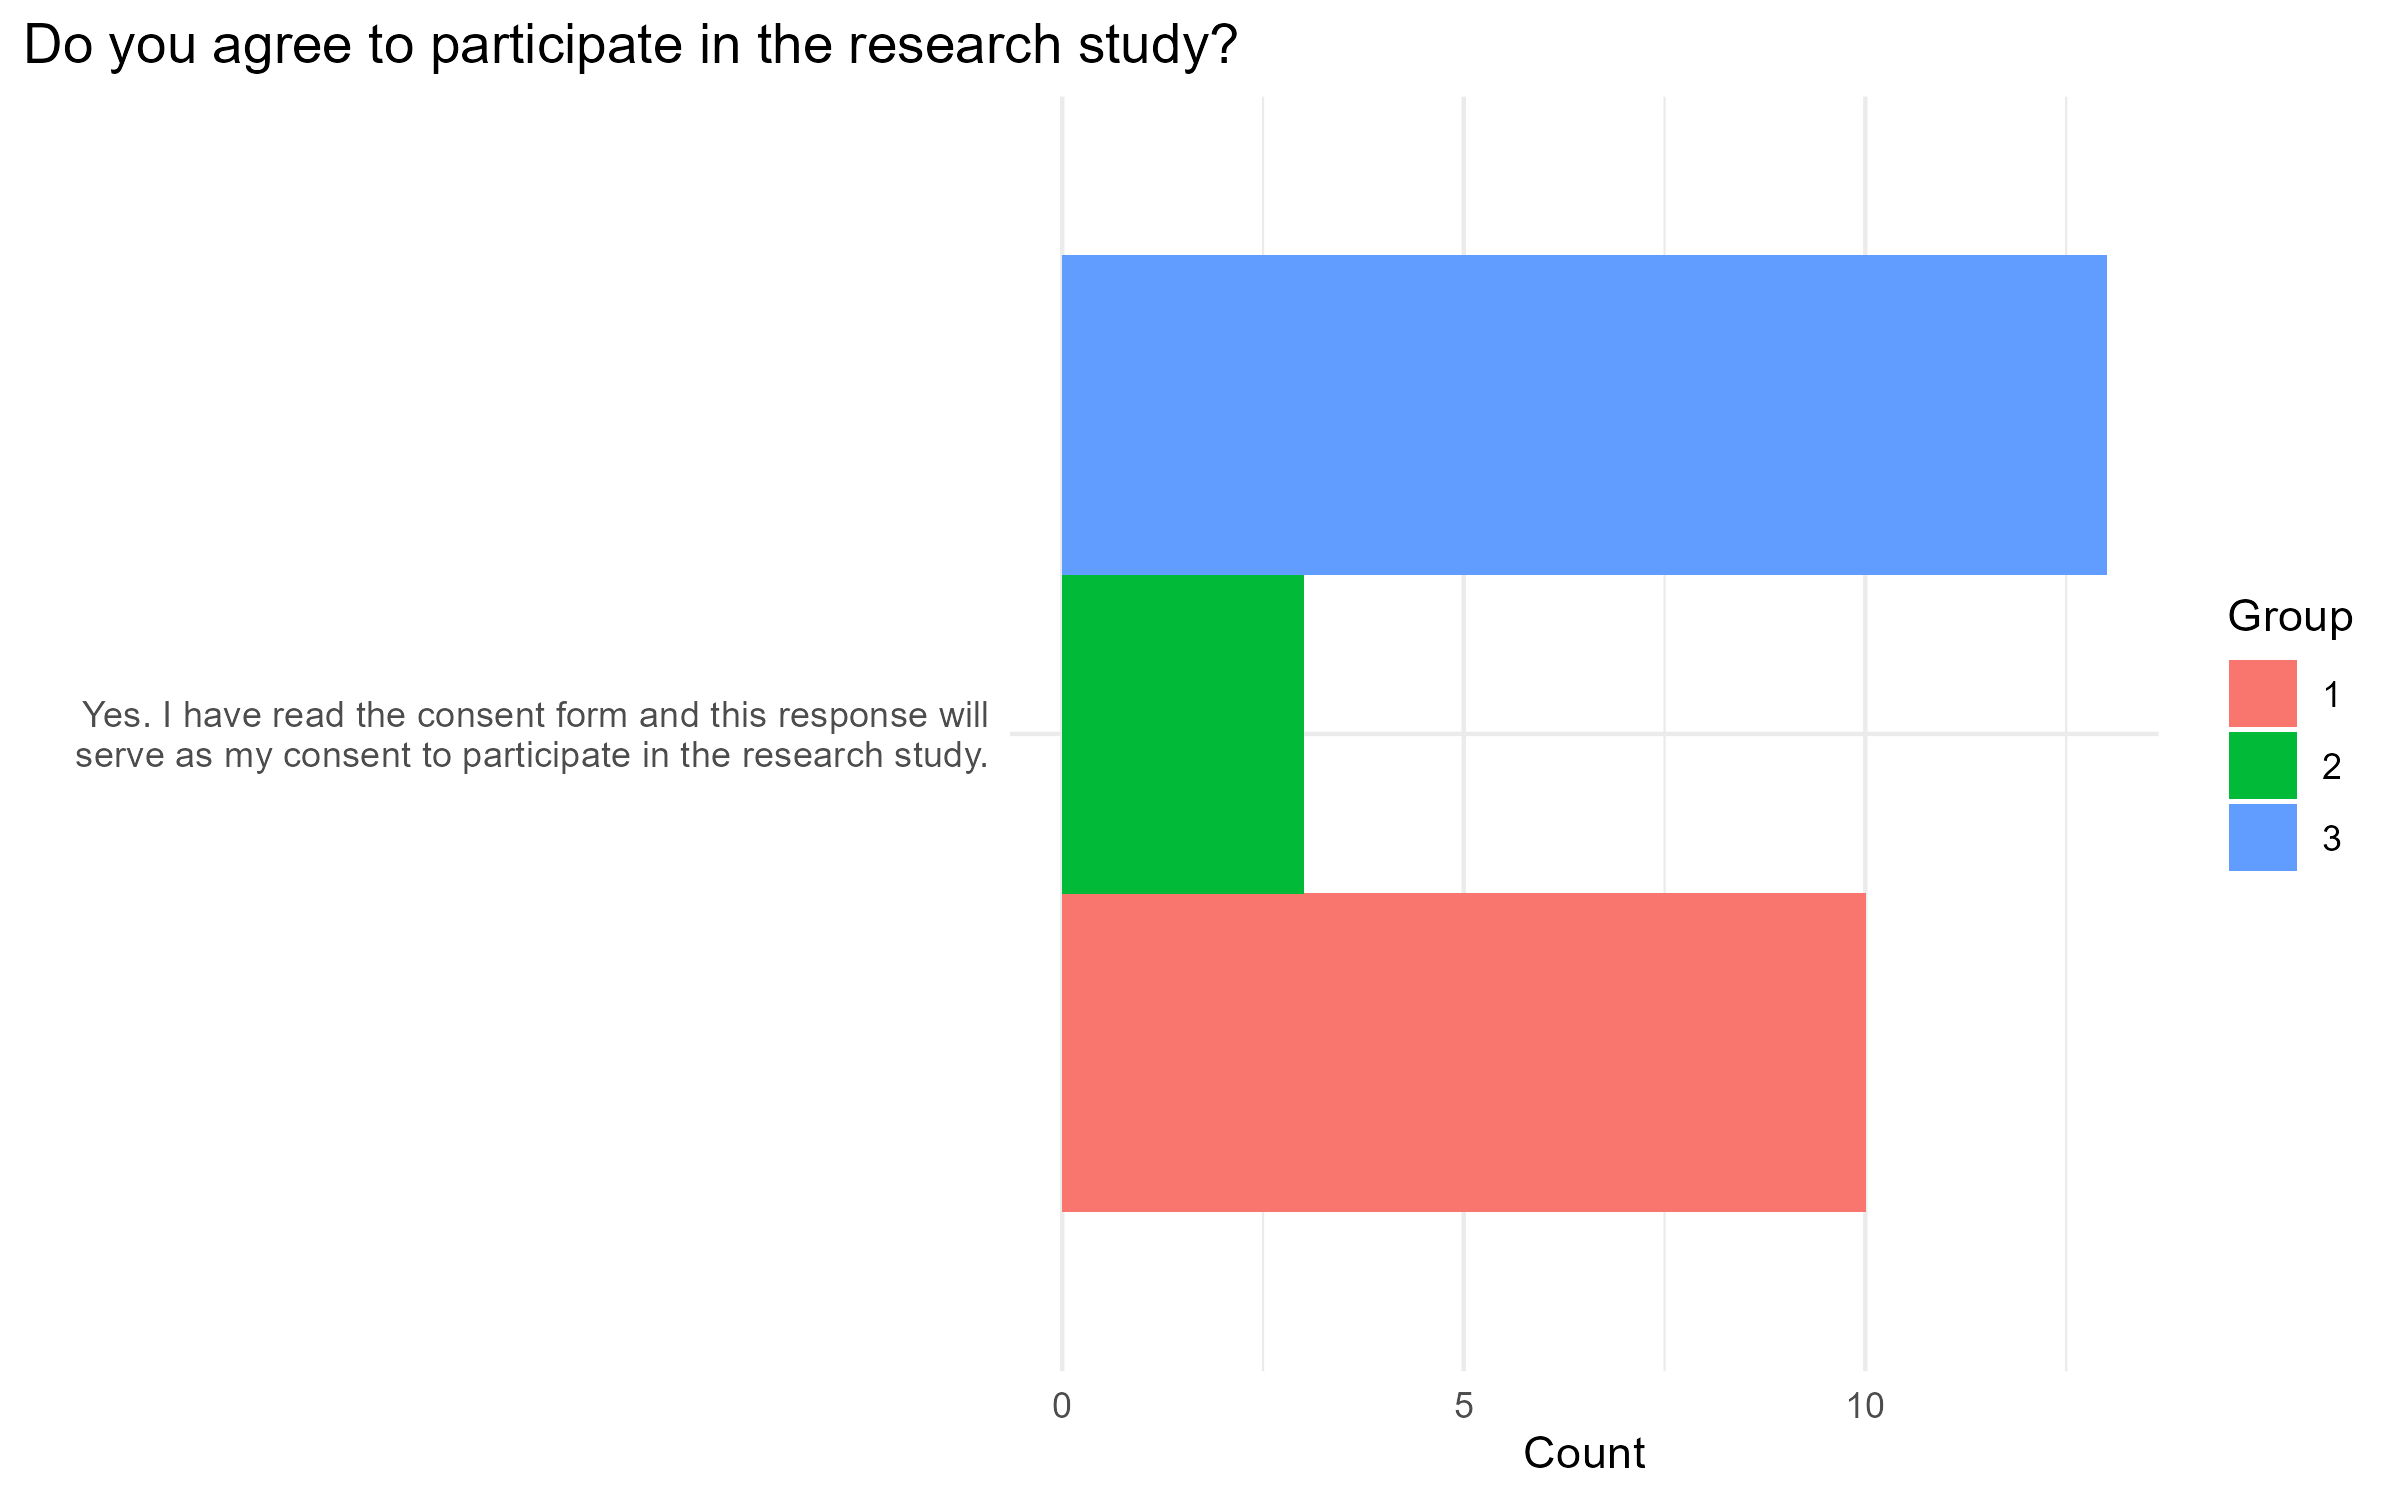 Do you agree to participate in the research study?
Yes. I have read the consent form and this response will
serve as my consent to participate in the research study.
Group
1
2
3
0
5
10
Count